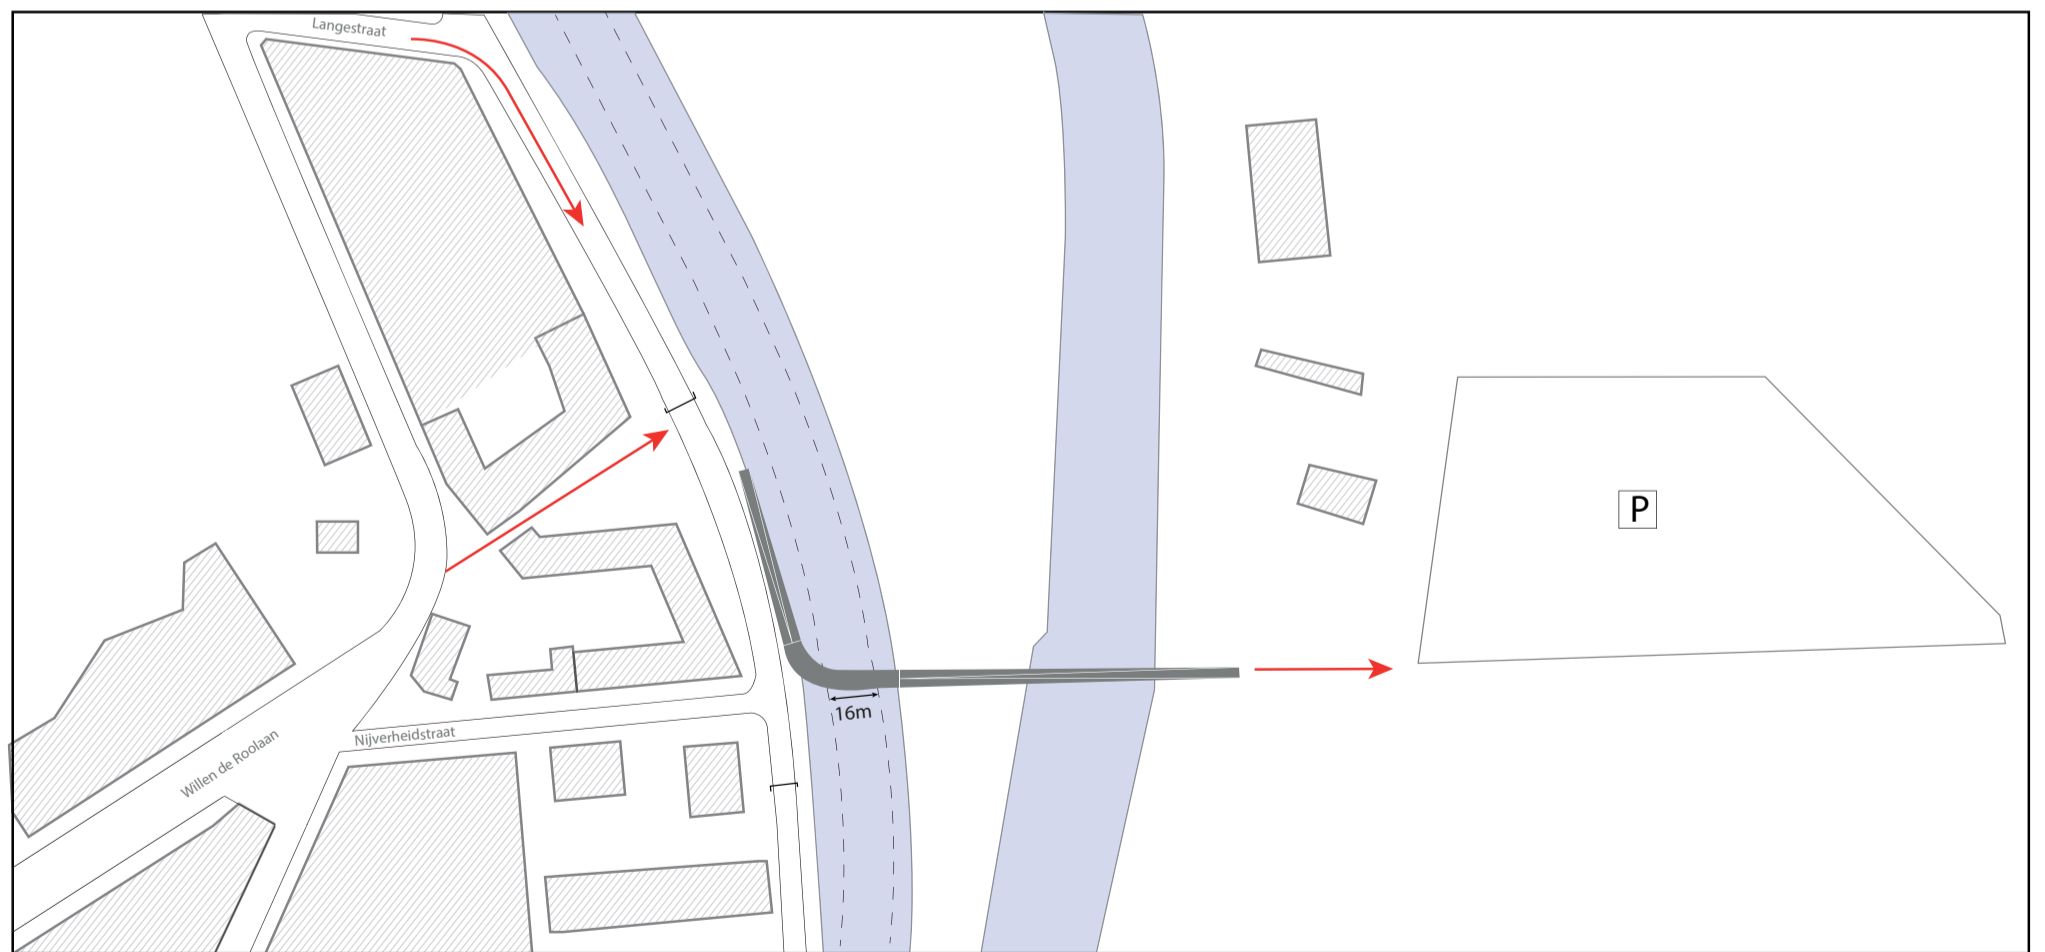 Langestraat
P
16m
Nijverheidstraat
Willen de Roolaan